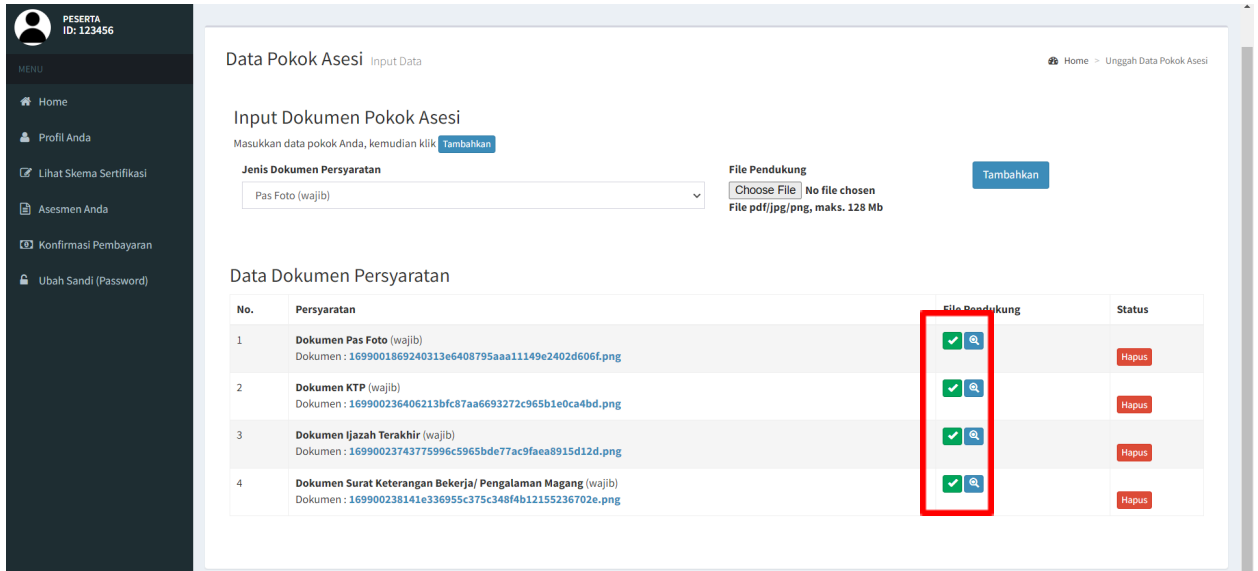 PESERTA
ID: 123456
MENU
Home
Profil Anda
Lihat Skema Sertifikasi
Asesmen Anda
Konfirmasi Pembayaran
Ubah Sandi (Password)
Data Pokok Asesi Input Data
Home > Unggah Data Pokok Asesi
Input Dokumen Pokok Asesi
Masukkan data pokok Anda, kemudian klik Tambahkan
Jenis Dokumen Persyaratan
Pas Foto (wajib)
File Pendukung
Choose File No file chosen
File pdf/jpg/png, maks. 128 Mb
Tambahkan
Data Dokumen Persyaratan
No. Persyaratan File Pendukung Status
1 Dokumen Pas Foto (wajib)
Dokumen : 1699001869240313e6408795aaa11149e2402d606f.png
Hapus
2 Dokumen KTP (wajib)
Dokumen : 169900236406213bfc87aa6693272c965b1e0ca4bd.png
Hapus
3 Dokumen Ijazah Terakhir (wajib)
Dokumen : 16990023743775996c5965bde77ac9faea8915d12d.png
Hapus
4 Dokumen Surat Keterangan Bekerja/ Pengalaman Magang (wajib)
Dokumen : 169900238141e336955c375c348f4b12155236702e.png
Hapus